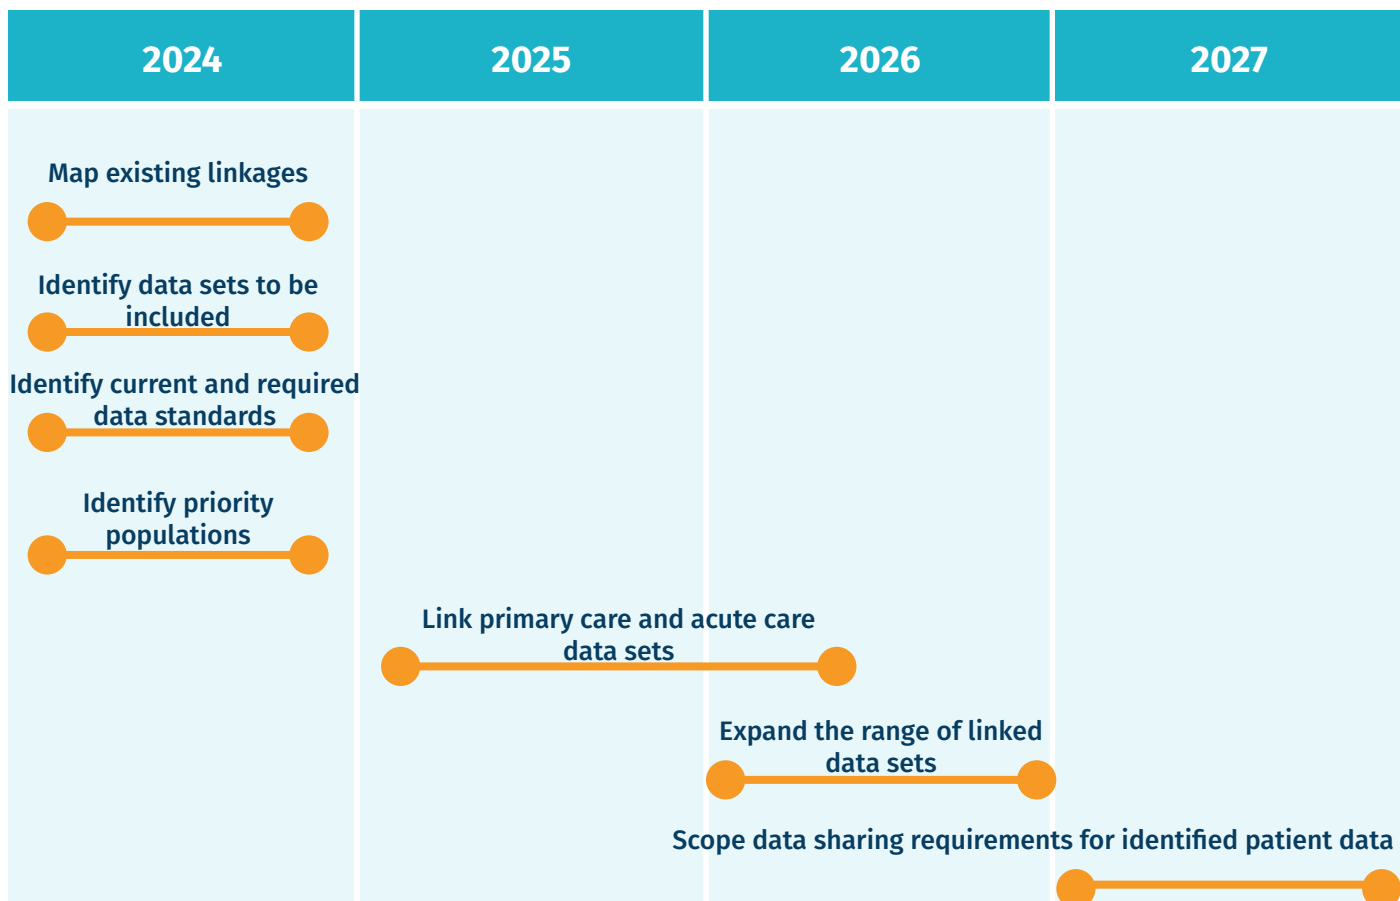 2024
2025
2026
2027
Map existing linkages
Identify data sets to be
included
Identify current and required
data standards
Identify priority
populations
Link primary care and acute care
data sets
Expand the range of linked
data sets
Scope data sharing requirements for identified patient data